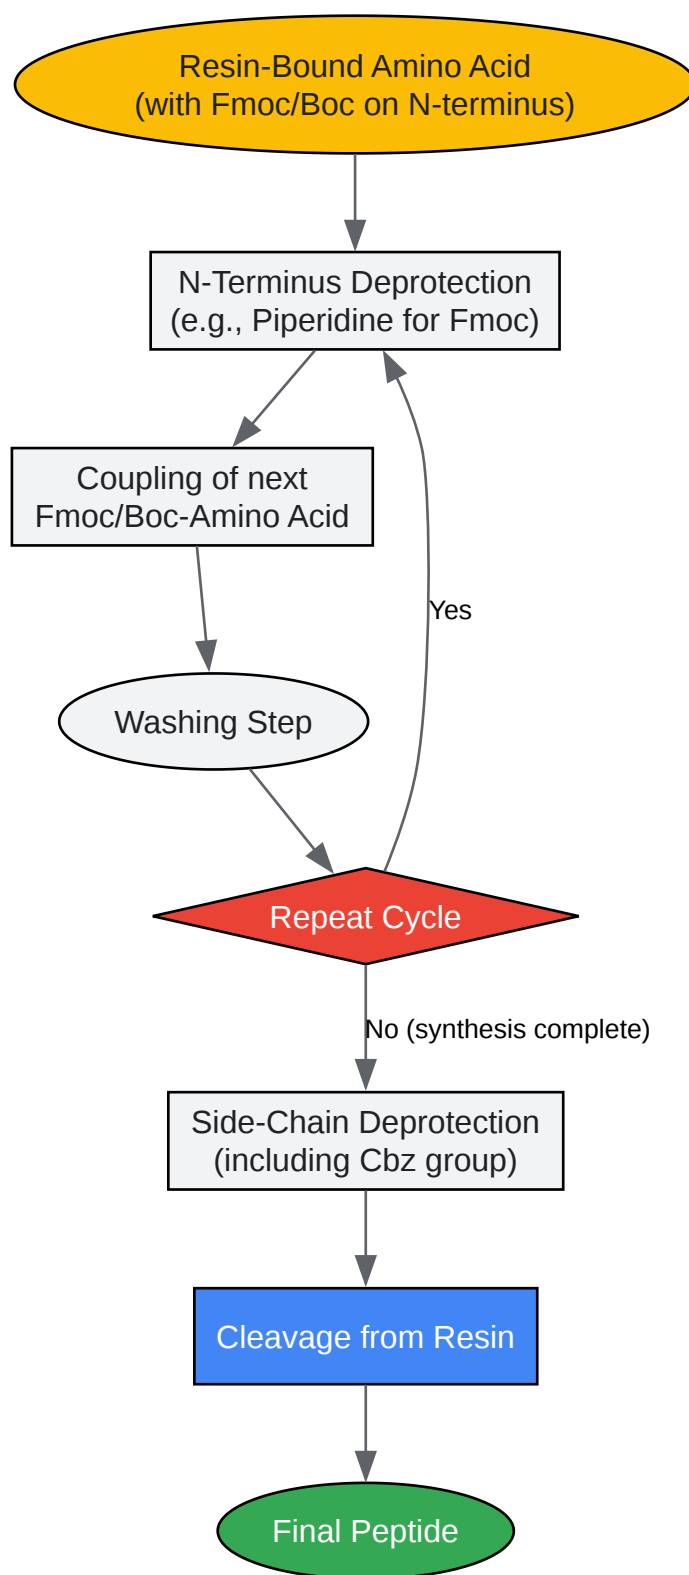 Resin-Bound Amino Acid
(with Fmoc/Boc on N-terminus)
N-Terminus Deprotection
(e.g., Piperidine for Fmoc)
Coupling of next
Fmoc/Boc-Amino Acid
Yes
Washing Step
Repeat Cycle
No (synthesis complete)
Side-Chain Deprotection
(including Cbz group)
Cleavage from Resin
Final Peptide